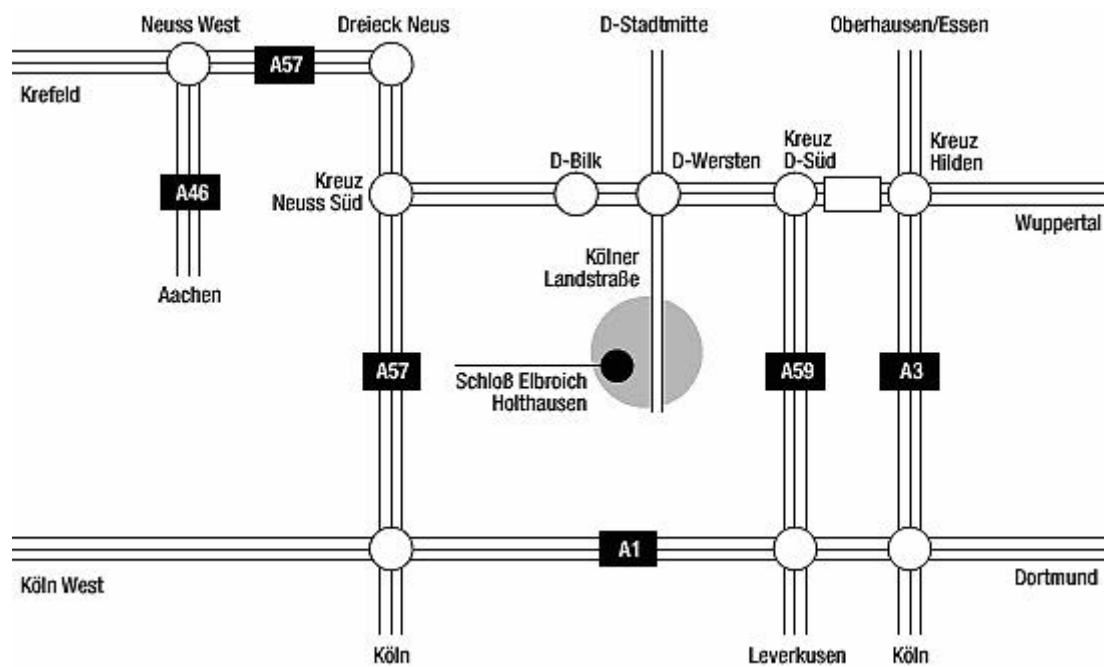 Neuss West
Dreieck Neus
D-Stadtmitte
Oberhausen/Essen
A57
Krefeld
Kreuz
D-Süd
Kreuz
Hilden
D-Bilk
D-Wersten
A46
Kreuz
Neuss Süd
Wuppertal
Kölner
Landstraße
Aachen
A57
Schloß Elbroich
Holthausen
A59
A3
A1
Köln West
Dortmund
Köln
Leverkusen
Köln